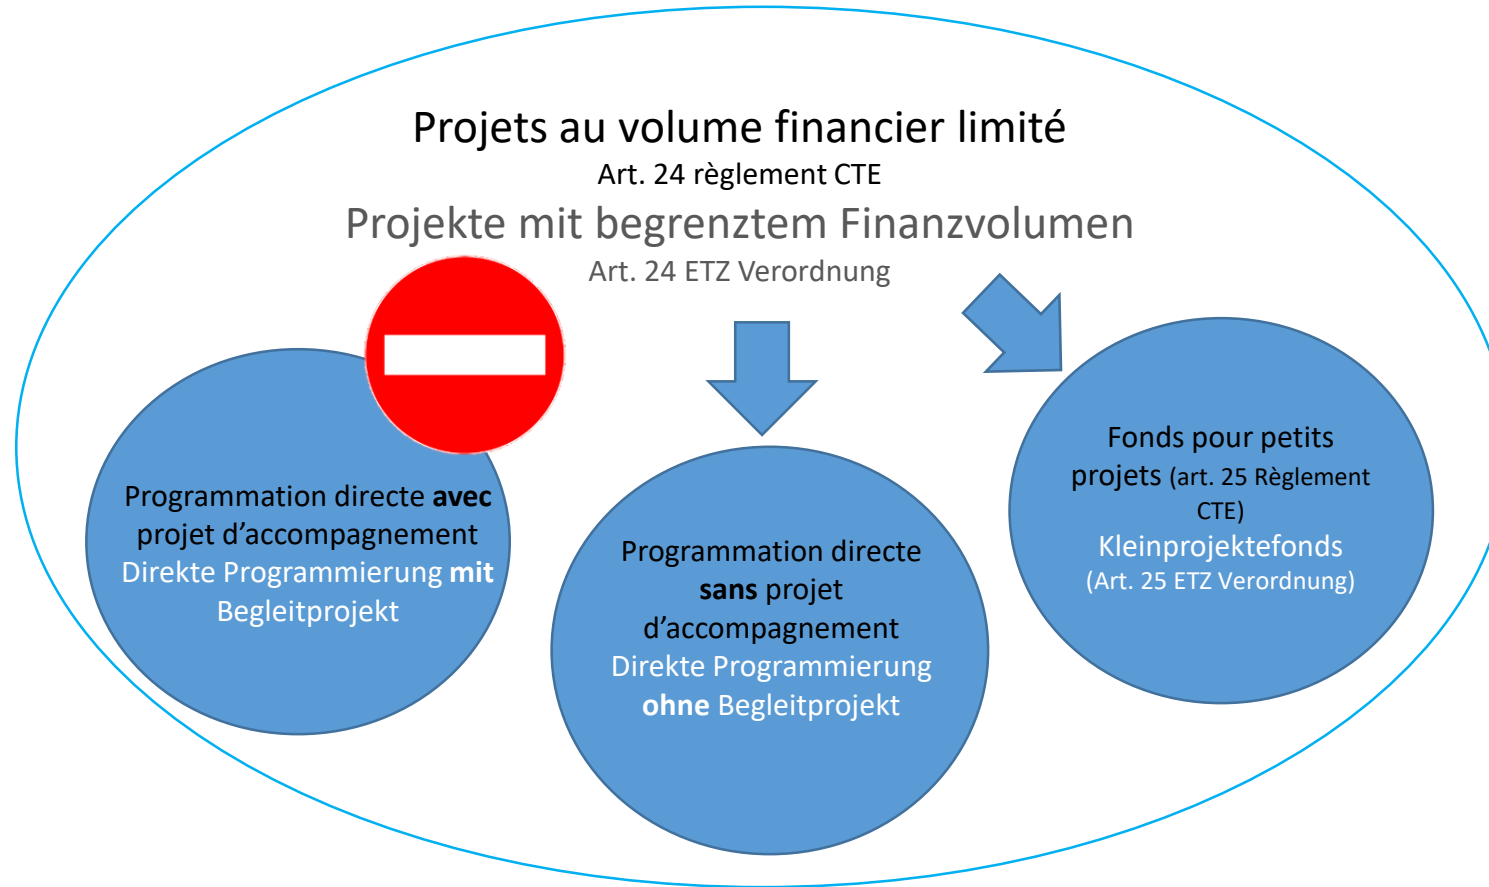 Projets au volume financier limité
Art. 24 règlement CTE
Projekte mit begrenztem Finanzvolumen
Art. 24 ETZ Verordnung
Programmation directe avec
projet d’accompagnement
Direkte Programmierung mit
Begleitprojekt
Programmation directe
sans projet
d’accompagnement
Direkte Programmierung
ohne Begleitprojekt
Fonds pour petits
projets (art. 25 Règlement
CTE)
Kleinprojektefonds
(Art. 25 ETZ Verordnung)